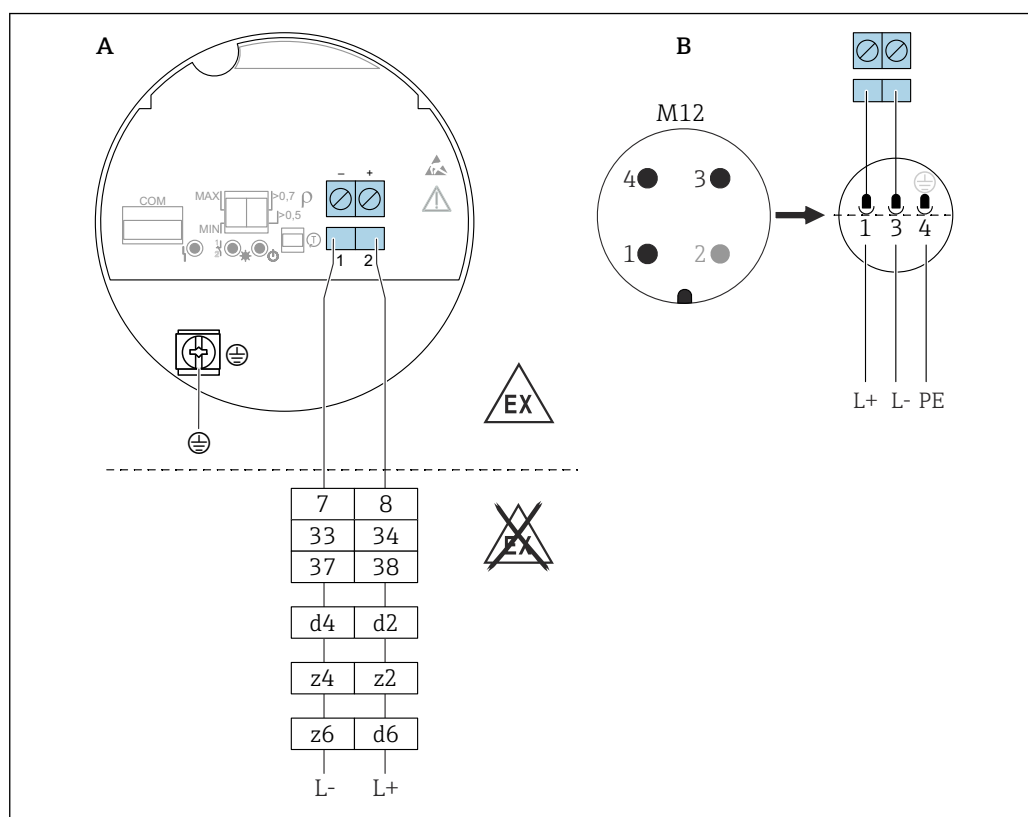 A
B
M12
4 3
1 2
1 3 4
L+ L- PE
– +
COM
MAX >0,7 ρ
>0,5
MIN
T
1 2
EX
7 8
33 34
37 38
EX
d4 d2
z4 z2
z6 d6
L- L+